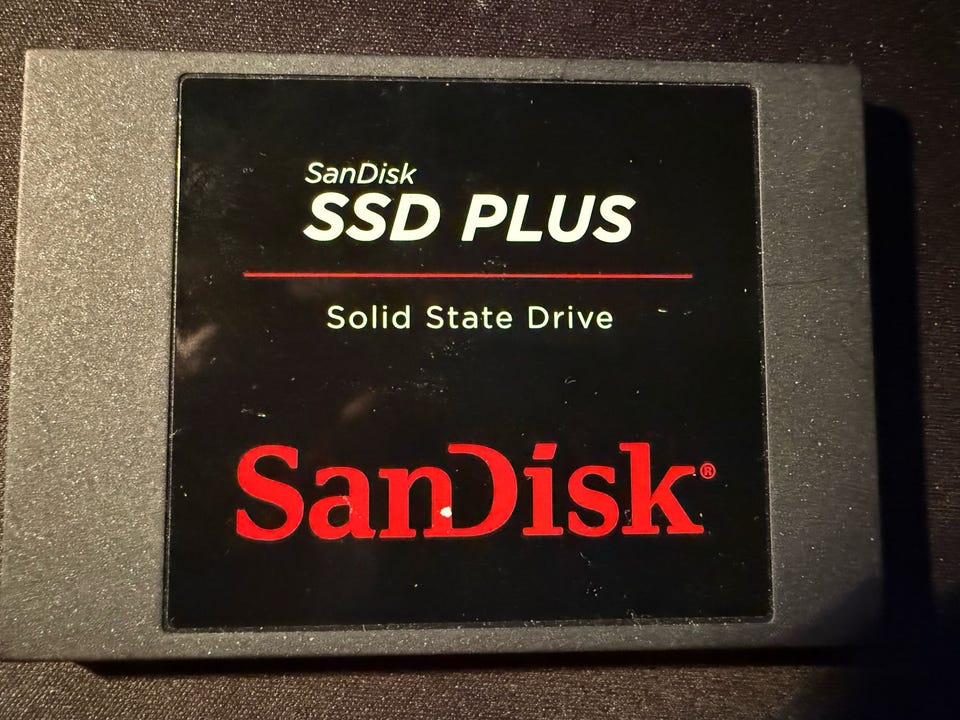 SanDisk
SSD PLUS
Solid State Drive
SanDisk®